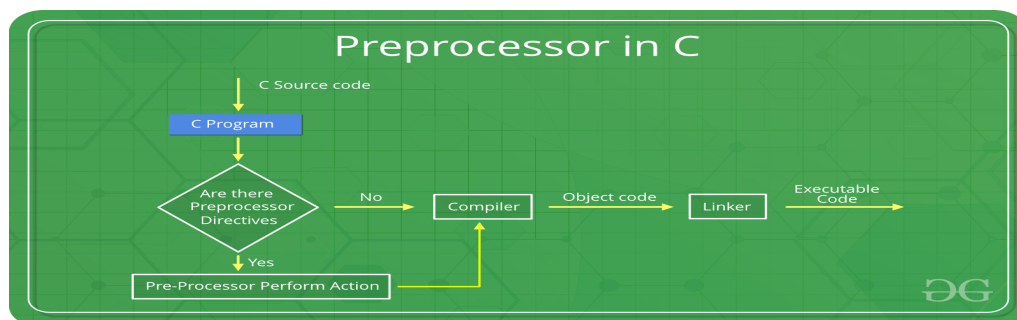 Preprocessor in C
C Source code
C Program
Are there
Preprocessor
Directives
No
Compiler
Object code
Linker
Executable
Code
Yes
Pre-Processor Perform Action
GG